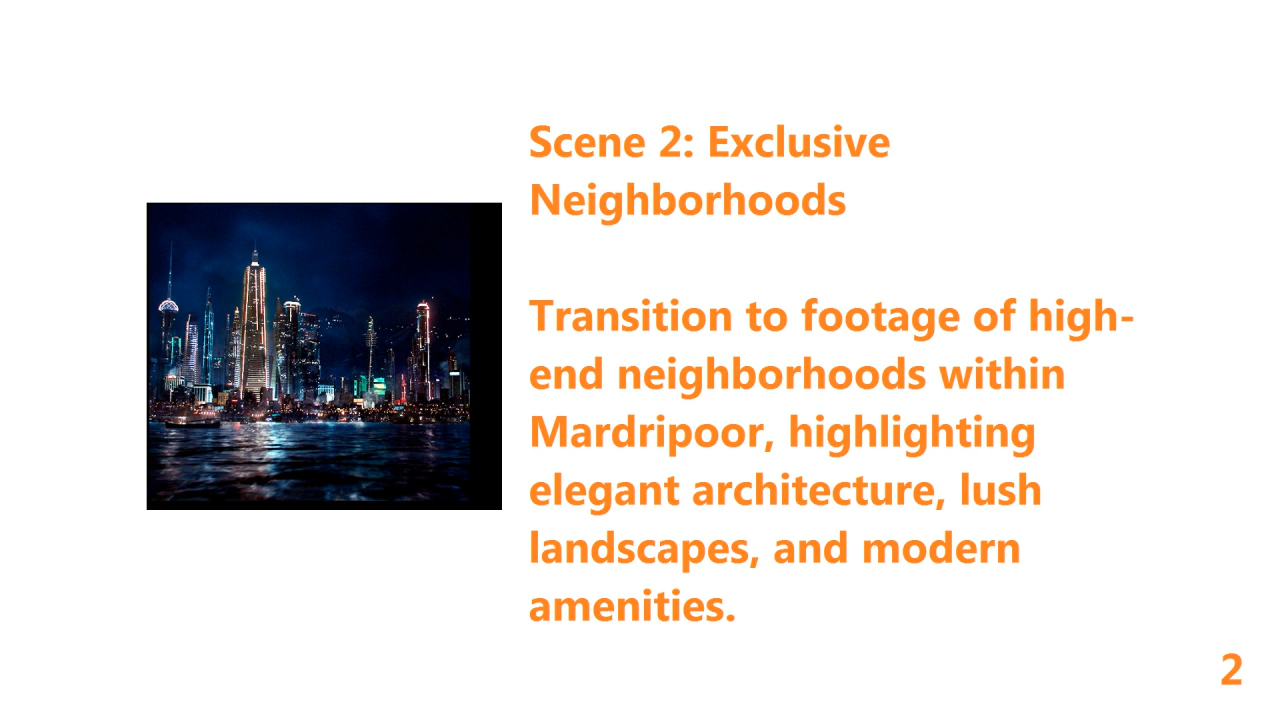 Scene 2: Exclusive
Neighborhoods
Transition to footage of high-
end neighborhoods within
Mardripoor, highlighting
elegant architecture, lush
landscapes, and modern
amenities.
2